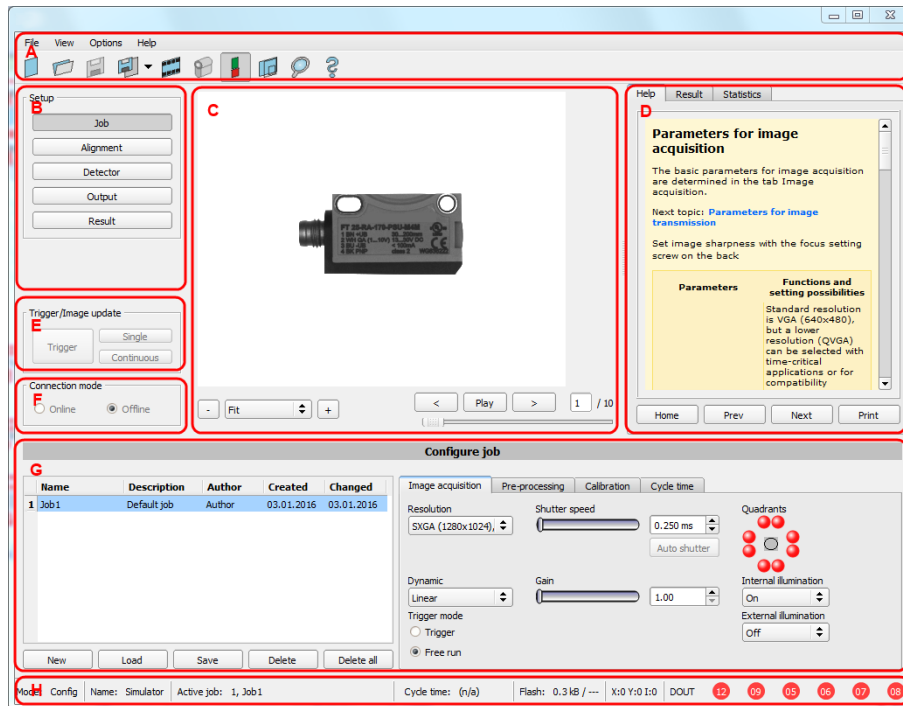 File View Options Help
A
Setup
B
Job
Alignment
Detector
Output
Result
C
FT 25-RA-170-PSU-M4M
Help Result Statistics
D
Parameters for image
acquisition
The basic parameters for image acquisition
are determined in the tab Image
acquisition.
Next topic: Parameters for image
transmission
Set image sharpness with the focus setting
screw on the back
Parameters
Functions and
setting possibilities
Standard resolution
is VGA (640x480),
but a lower
resolution (QVGA)
can be selected with
time-critical
applications or for
compatibility
Home Prev Next Print
Trigger/Image update
E
Trigger
Single
Continuous
Connection mode
F
Online Offline
- Fit +
< Play > 1 / 10
Configure job
G
Name Description Author Created Changed
1 Job1 Default job Author 03.01.2016 03.01.2016
New Load Save Delete Delete all
Image acquisition Pre-processing Calibration Cycle time
Resolution Shutter speed Quadrants
SXGA (1280x1024), 0.250 ms
Auto shutter
Dynamic Gain Internal illumination
Linear 1.00 On
Trigger mode External illumination
Trigger Off
Free run
H
Mode: Config Name: Simulator Active job: 1, Job1 Cycle time: (n/a) Flash: 0.3 kB / --- X:0 Y:0 I:0 DOUT 12 09 05 06 07 08